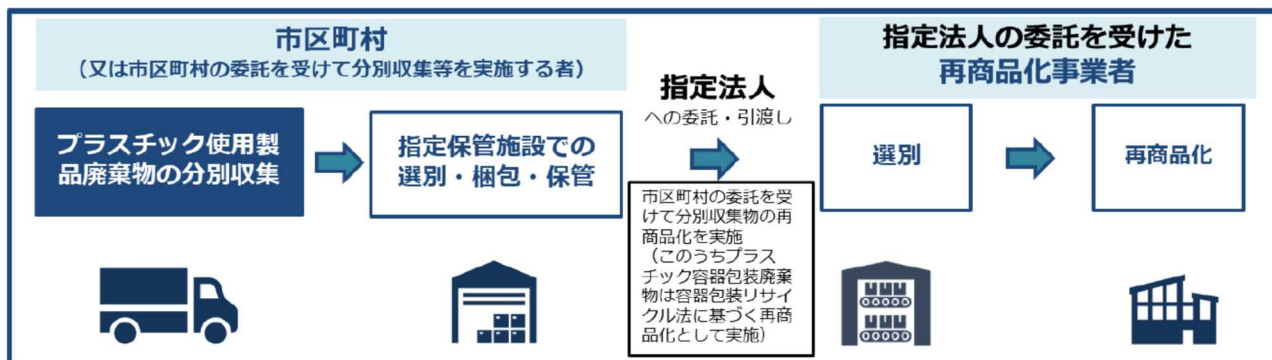 市区町村
（又は市区町村の委託を受けて分別収集等を実施する者）
プラスチック使用製
品廃棄物の分別収集
指定保管施設での
選別・梱包・保管
指定法人
への委託・引渡し
市区町村の委託を受
けて分別収集物の再
商品化を実施
（このうちプラス
チック容器包装廃棄
物は容器包装リサイ
クル法に基づく再商
品化として実施）
指定法人の委託を受けた
再商品化事業者
選別
再商品化